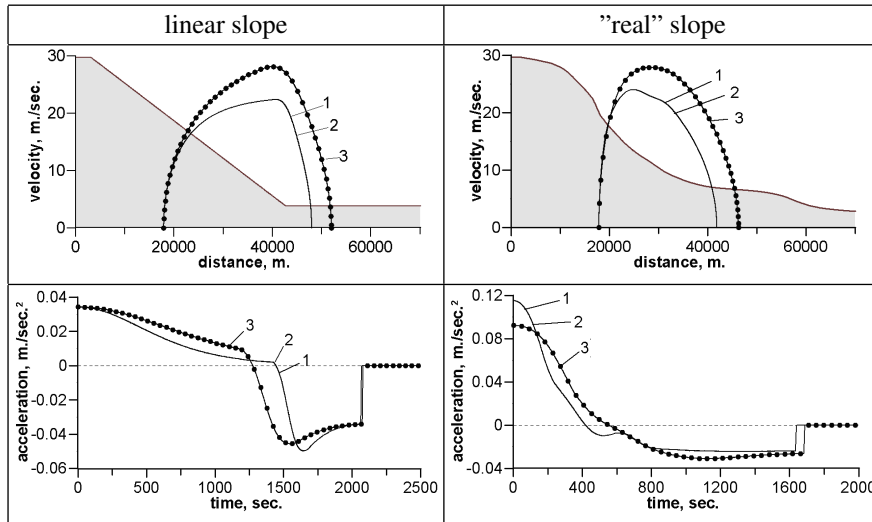 linear slope
”real” slope
30
20
10
0
velocity, m./sec.
1
2
3
0 20000 40000 60000
distance, m.
30
20
10
0
velocity, m./sec.
1
2
3
0 20000 40000 60000
distance, m.
0.04
0.02
0
-0.02
-0.04
-0.06
acceleration, m./sec.²
3
2
1
0 500 1000 1500 2000 2500
time, sec.
0.12
0.08
0.04
0
-0.04
acceleration, m./sec.²
1
2
3
0 400 800 1200 1600 2000
time, sec.